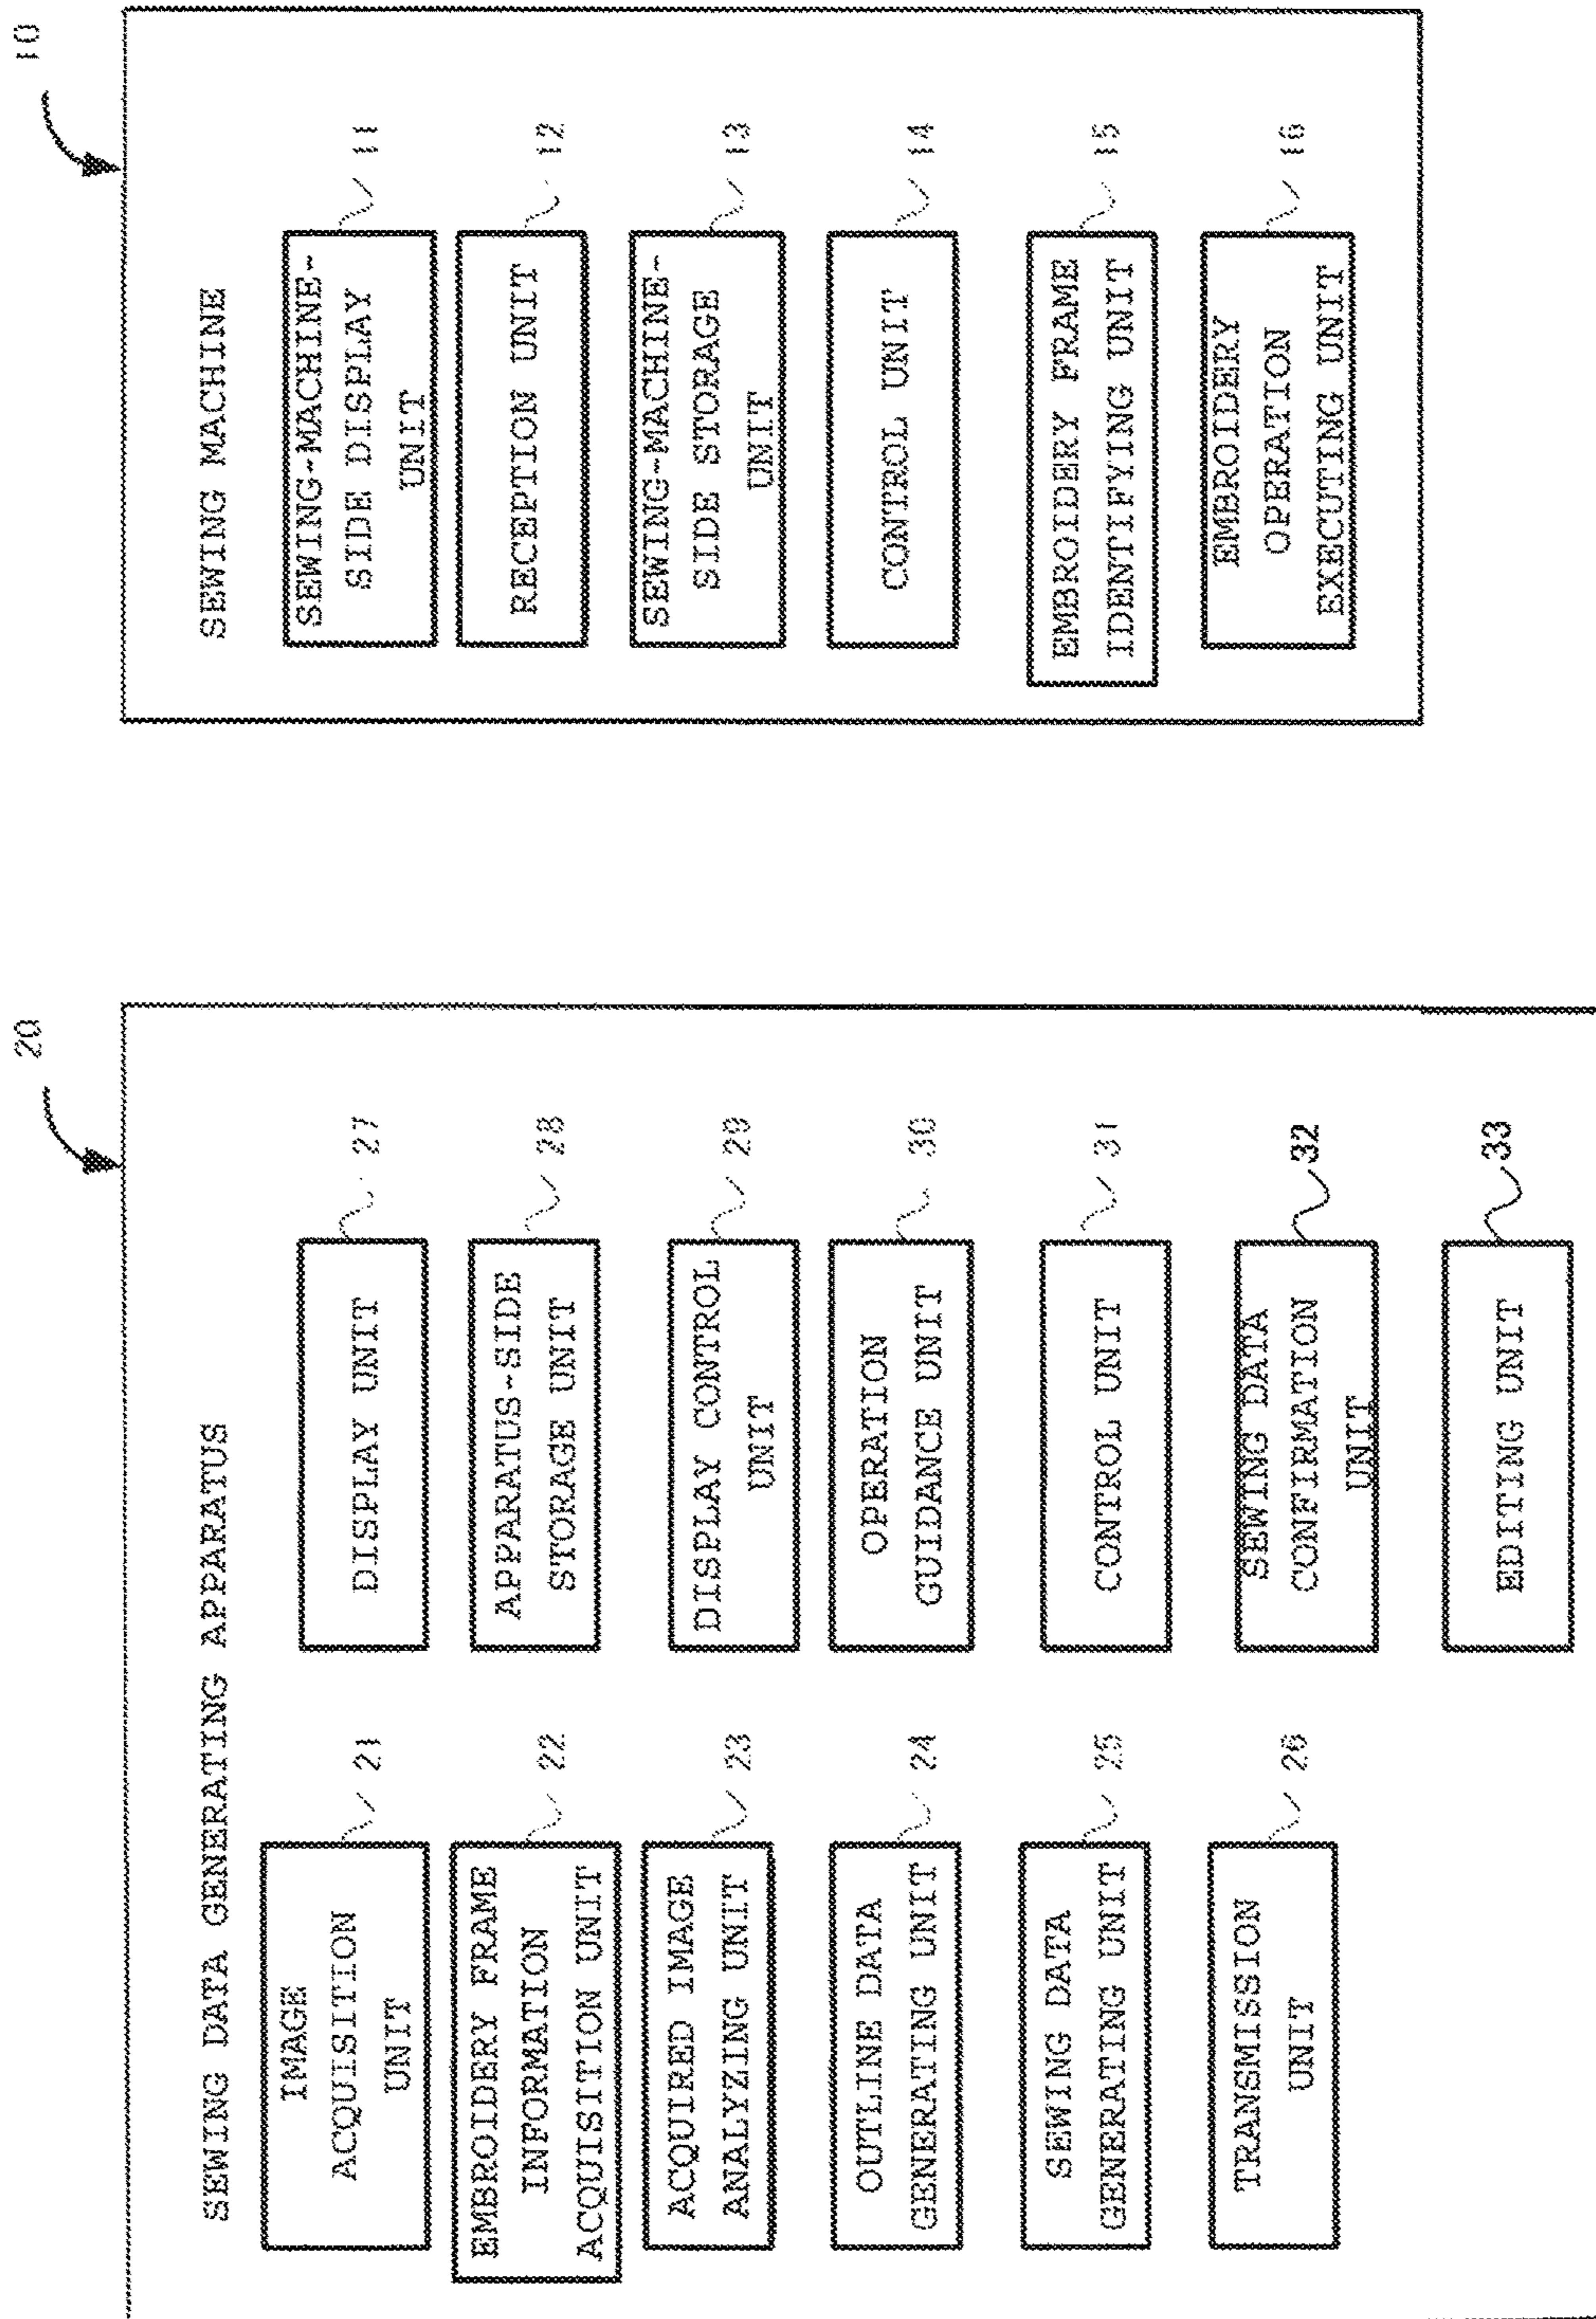 20
SEWING DATA GENERATING APPARATUS
IMAGE
ACQUISITION
UNIT
21
EMBROIDERY FRAME
INFORMATION
ACQUISITION UNIT
22
ACQUIRED IMAGE
ANALYZING UNIT
23
OUTLINE DATA
GENERATING UNIT
24
SEWING DATA
GENERATING UNIT
25
TRANSMISSION
UNIT
26
DISPLAY UNIT
27
APPARATUS-SIDE
STORAGE UNIT
28
DISPLAY CONTROL
UNIT
29
OPERATION
GUIDANCE UNIT
30
CONTROL UNIT
31
SEWING DATA
CONFIRMATION
UNIT
32
EDITING UNIT
33
10
SEWING MACHINE
SEWING-MACHINE-
SIDE DISPLAY
UNIT
11
RECEPTION UNIT
12
SEWING-MACHINE-
SIDE STORAGE
UNIT
13
CONTROL UNIT
14
EMBROIDERY FRAME
IDENTIFYING UNIT
15
EMBROIDERY
OPERATION
EXECUTING UNIT
16